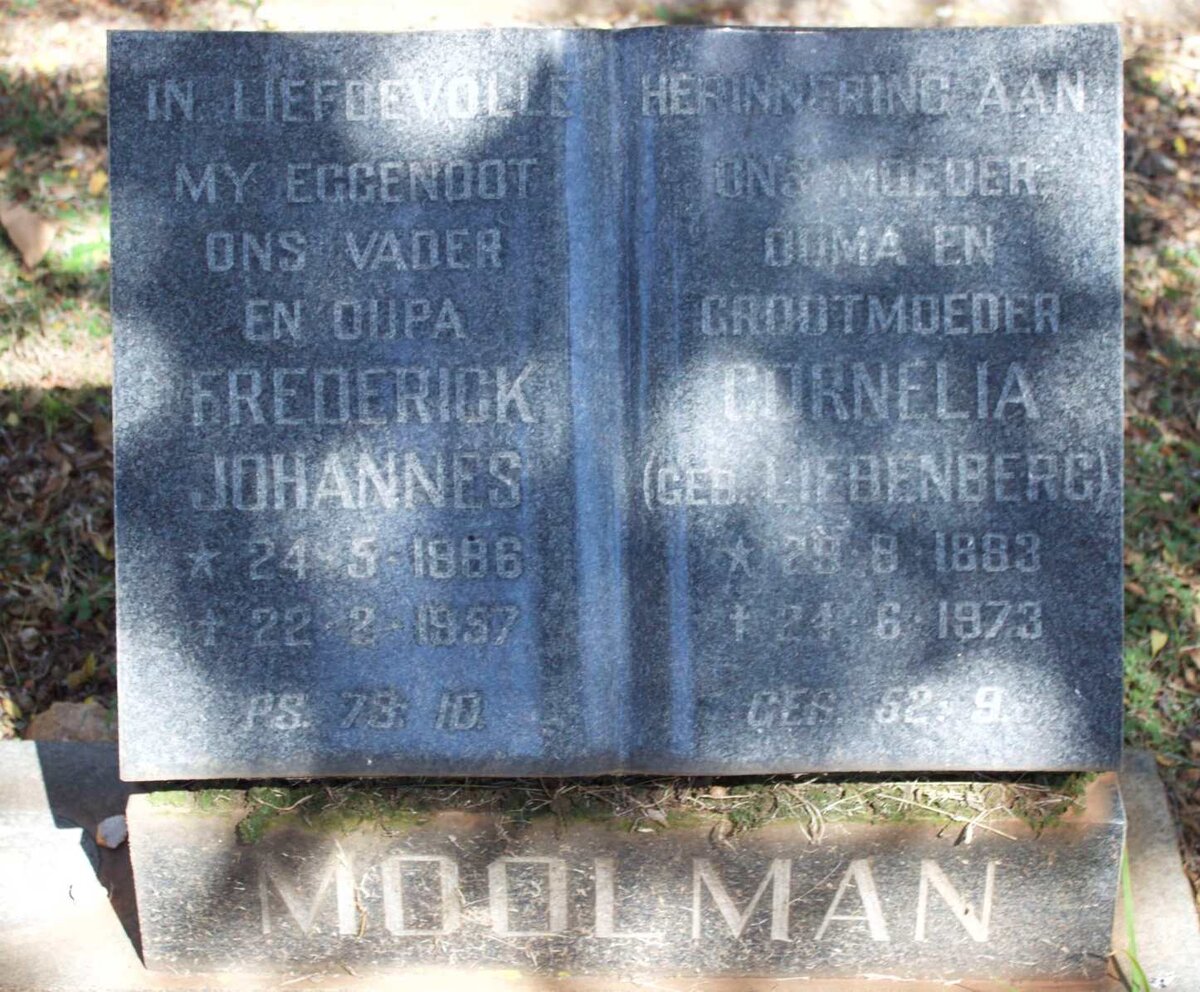 IN LIEFDEVOLLE HERINNERING AAN
MY EGGENOOT
ONS VADER
EN OUPA
FREDERICK
JOHANNES
* 24·5·1886
† 22·2·1957
PS. 73: 10.
ONS MOEDER
OUMA EN
GROOTMOEDER
CORNELIA
(GEB. LIEBENBERG)
* 8·1883
† 24·6·1973
GES. 52: 9.
MOOLMAN